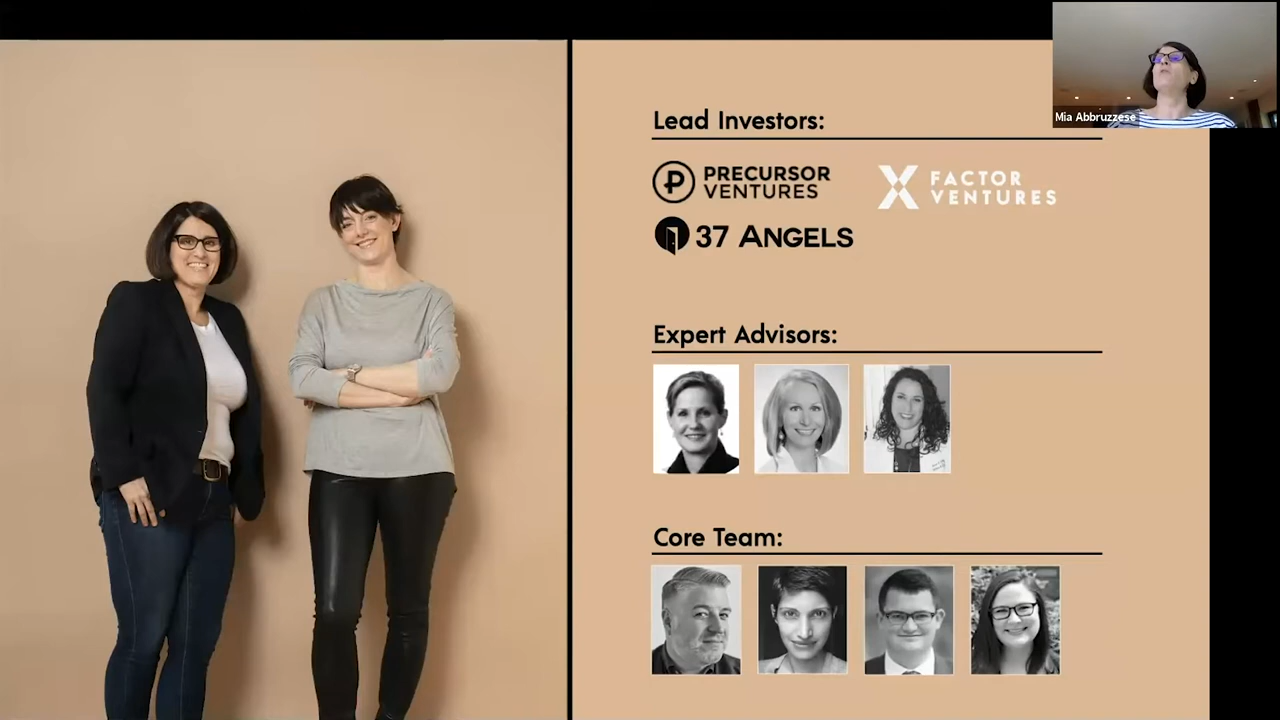 Lead Investors:
PRECURSOR
VENTURES
FACTOR
VENTURES
37 ANGELS
Expert Advisors:
Core Team:
Mia Abbruzzese